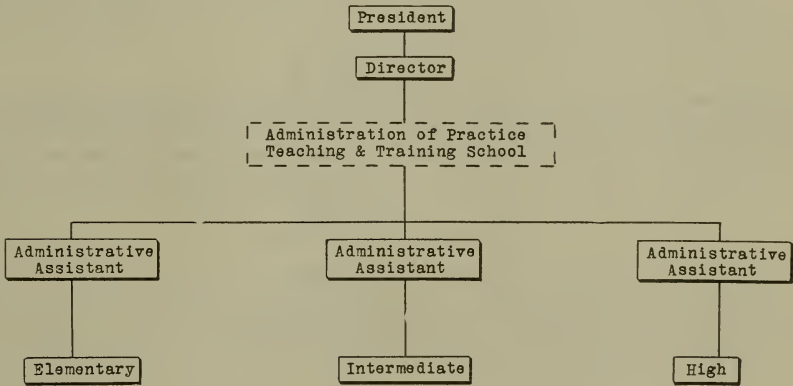 President
Director
Administration of Practice
Teaching & Training School
Administrative
Assistant
Administrative
Assistant
Administrative
Assistant
Elementary
Intermediate
High